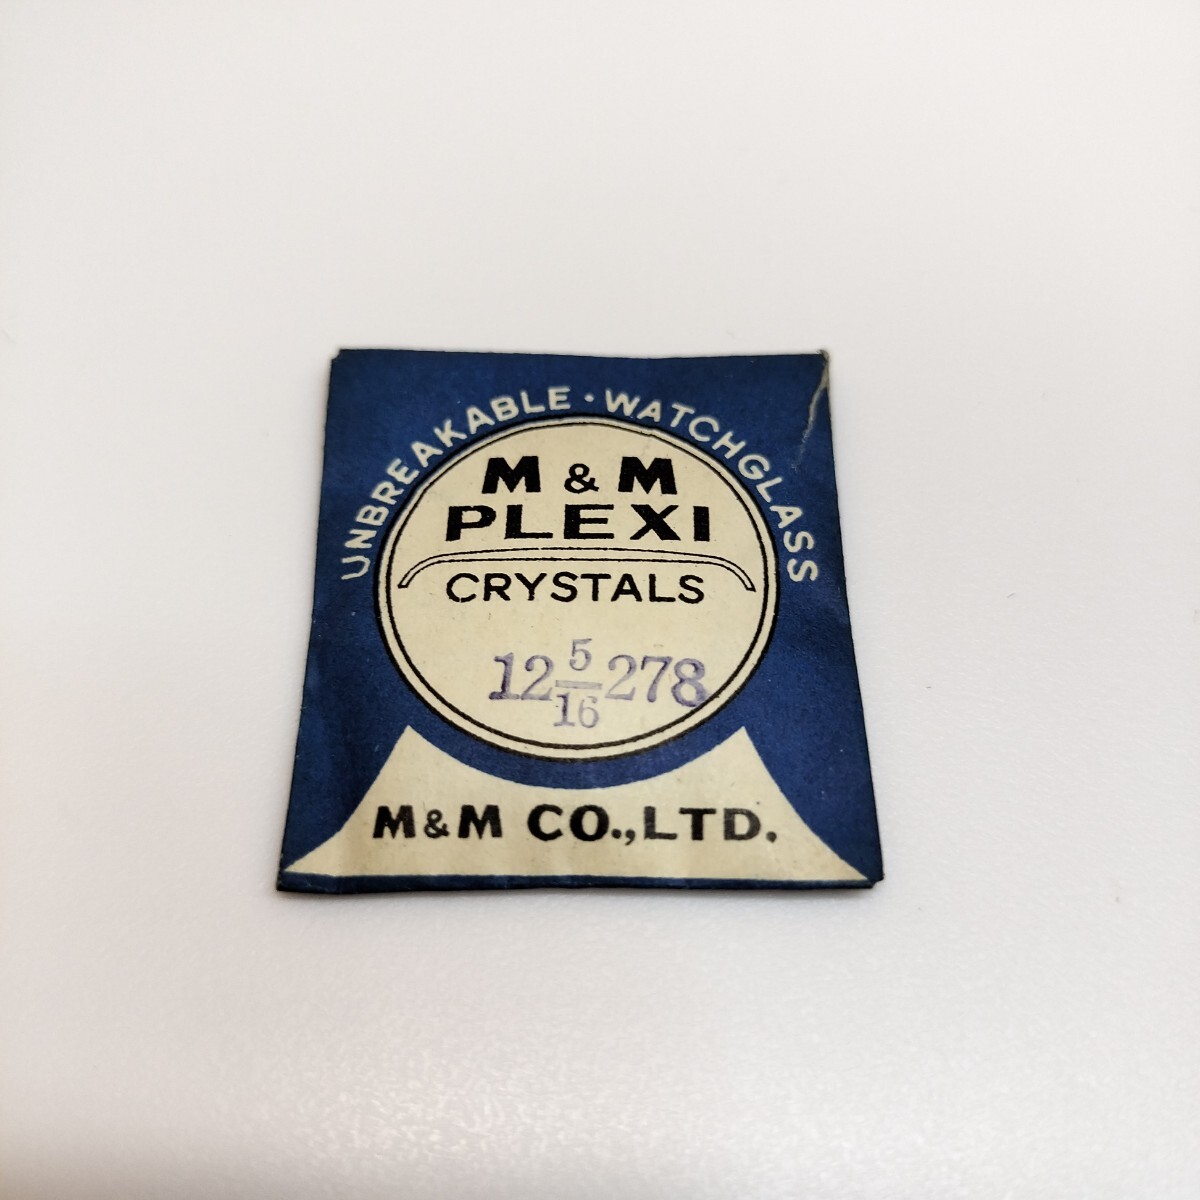 UNBREAKABLE · WATCHGLASS
M & M
PLEXI
CRYSTALS
12 5/16 278
M & M CO., LTD.